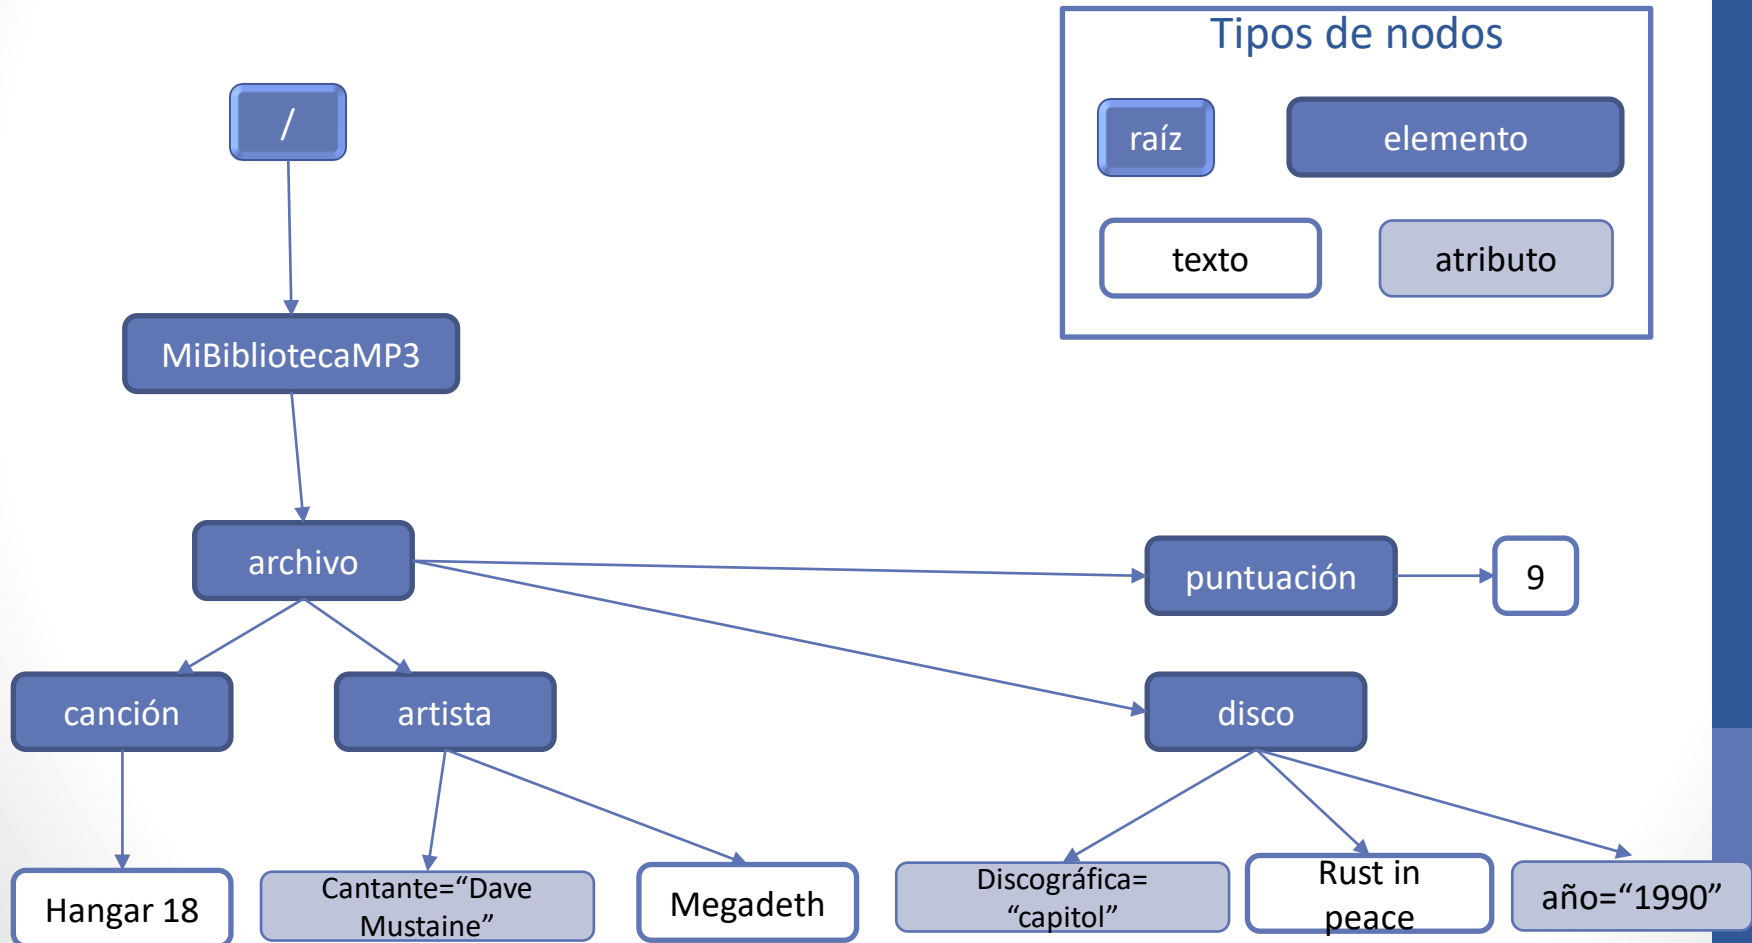 Tipos de nodos
/
raíz
elemento
texto
atributo
MiBibliotecaMP3
archivo
puntuación
9
canción
artista
disco
Hangar 18
Cantante=“Dave
Mustaine”
Megadeth
Discográfica=
“capitol”
Rust in
peace
año=“1990”